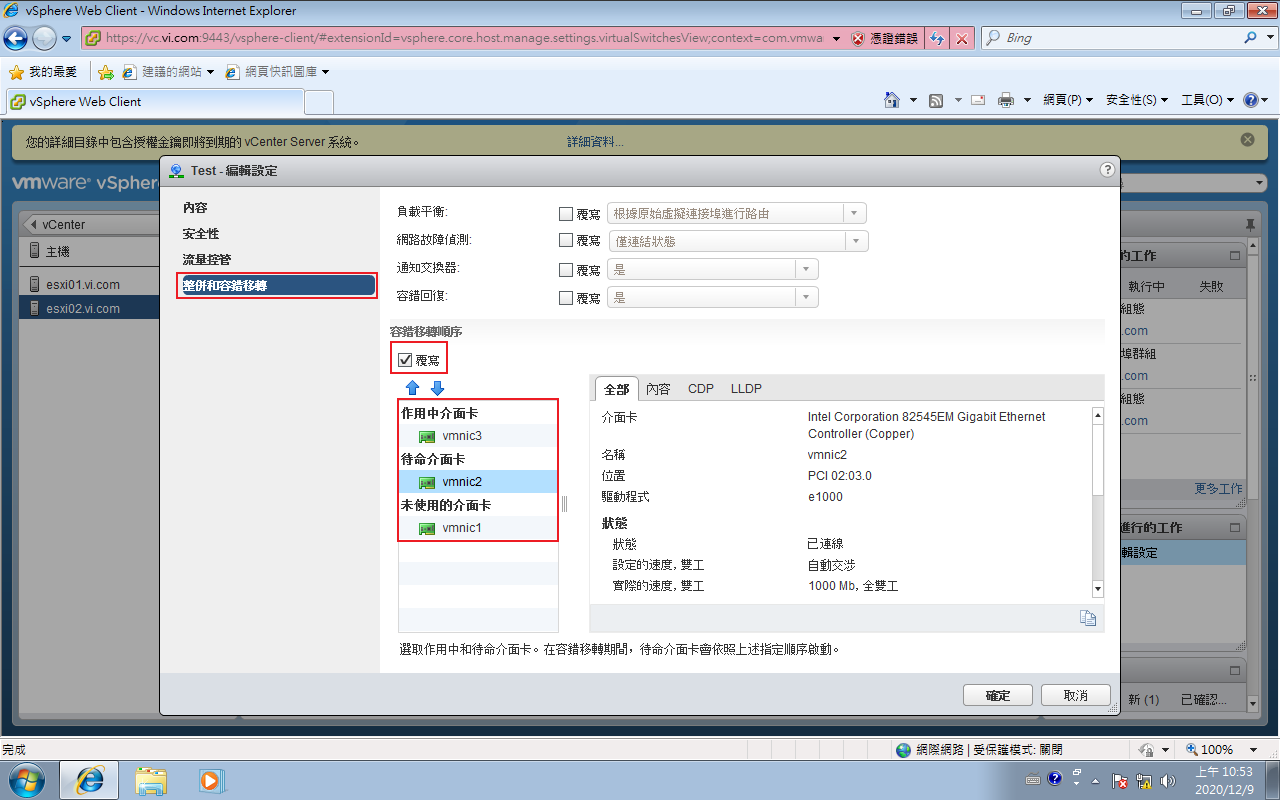 vSphere Web Client - Windows Internet Explorer
https://vc.vi.com:9443/vsphere-client/#extensionId=vsphere.core.host.manage.settings.virtualSwitchesView;context=com.vmwa
憑證錯誤
Bing
我的最愛
建議的網站
網頁快訊圖庫
vSphere Web Client
網頁(P)
安全性(S)
工具(O)
您的詳細目錄中包含授權金鑰即將到期的 vCenter Server 系統。
詳細資料...
vmware® vSpher
vCenter
主機
esxi01.vi.com
esxi02.vi.com
Test - 編輯設定
內容
安全性
流量控管
整併和容錯移轉
負載平衡:
覆寫
根據原始虛擬連接埠進行路由
網路故障偵測:
覆寫
僅連結狀態
通知交換器:
覆寫
是
容錯回復:
覆寫
是
容錯移轉順序
覆寫
作用中介面卡
vmnic3
待命介面卡
vmnic2
未使用的介面卡
vmnic1
全部
內容
CDP
LLDP
介面卡
Intel Corporation 82545EM Gigabit Ethernet
Controller (Copper)
名稱
vmnic2
位置
PCI 02:03.0
驅動程式
e1000
狀態
狀態
已連線
設定的速度, 雙工
自動交涉
實際的速度, 雙工
1000 Mb, 全雙工
選取作用中和待命介面卡。在容錯移轉期間，待命介面卡會依照上述指定順序啟動。
確定
取消
的工作
執行中
失敗
組態
.com
埠群組
.com
組態
.com
更多工作
進行的工作
輯設定
新 (1)
已確認...
完成
網際網路 | 受保護模式: 關閉
100%
上午 10:53
2020/12/9